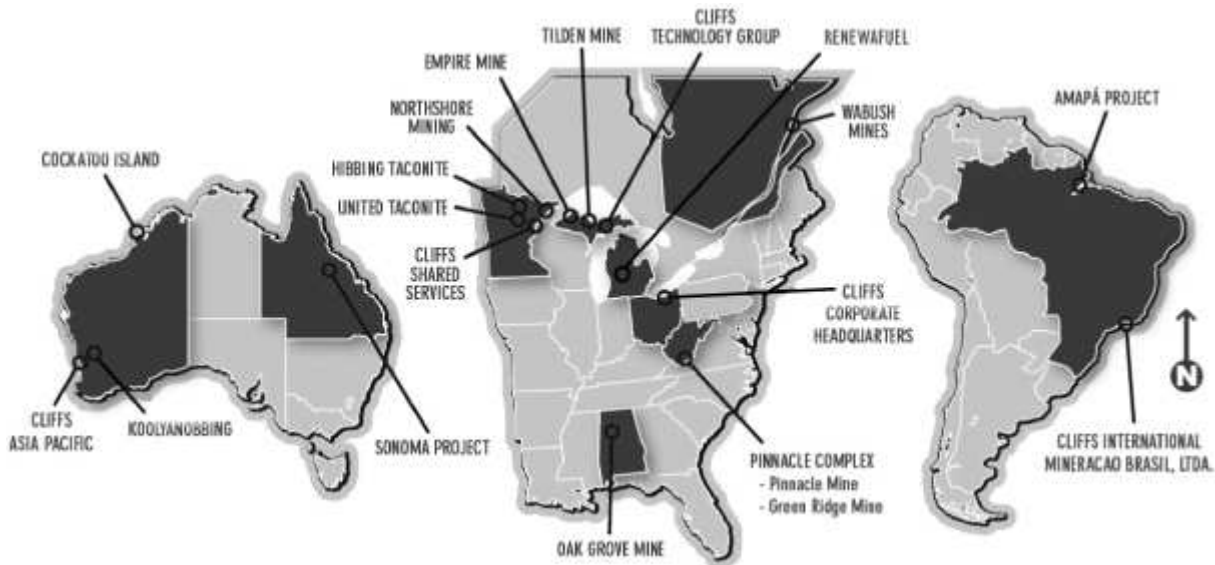 COCKATOO ISLAND
CLIFFS
ASIA PACIFIC
KOOLYANOBBING
SONOMA PROJECT
EMPIRE MINE
TILDEN MINE
CLIFFS
TECHNOLOGY GROUP
RENEWAFUEL
NORTHSHORE
MINING
HIBBING TACONITE
UNITED TACONITE
CLIFFS
SHARED
SERVICES
WABUSH
MINES
CLIFFS
CORPORATE
HEADQUARTERS
PINNACLE COMPLEX
- Pinnacle Mine
- Green Ridge Mine
OAK GROVE MINE
AMAPÁ PROJECT
CLIFFS INTERNATIONAL
MINERACAO BRASIL, LTDA.
N